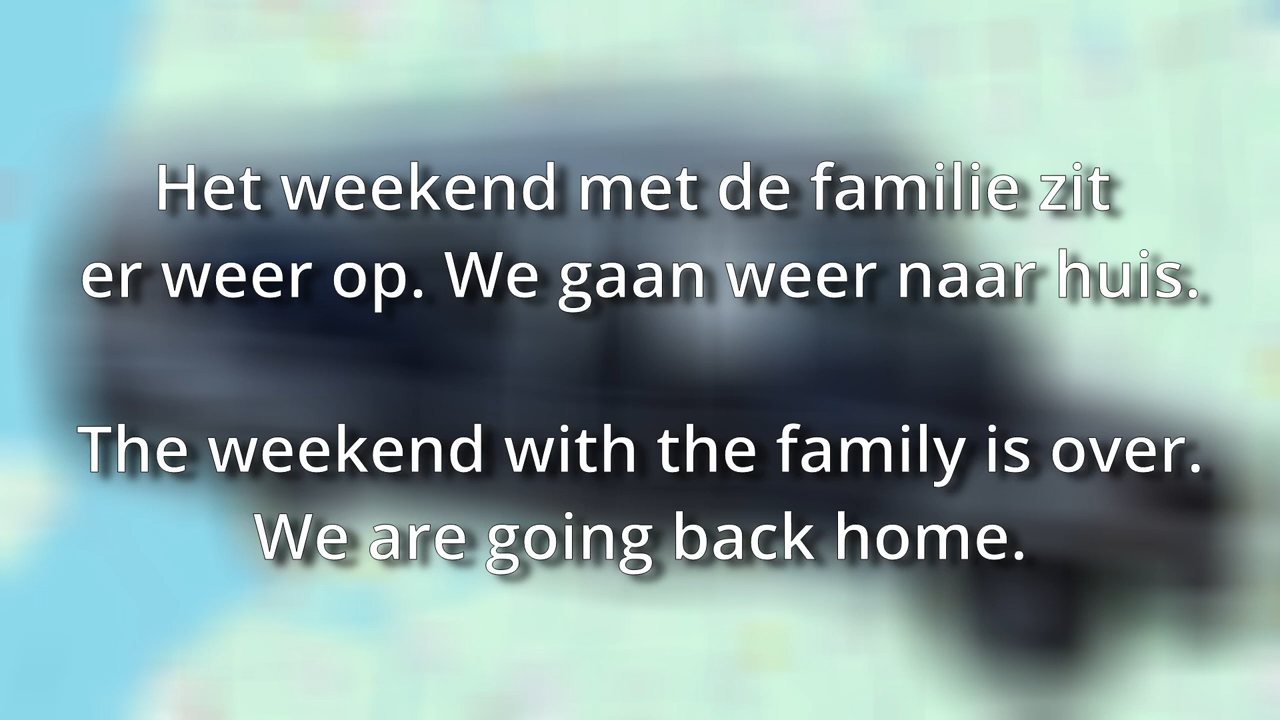 Het weekend met de familie zit
er weer op. We gaan weer naar huis.
The weekend with the family is over.
We are going back home.